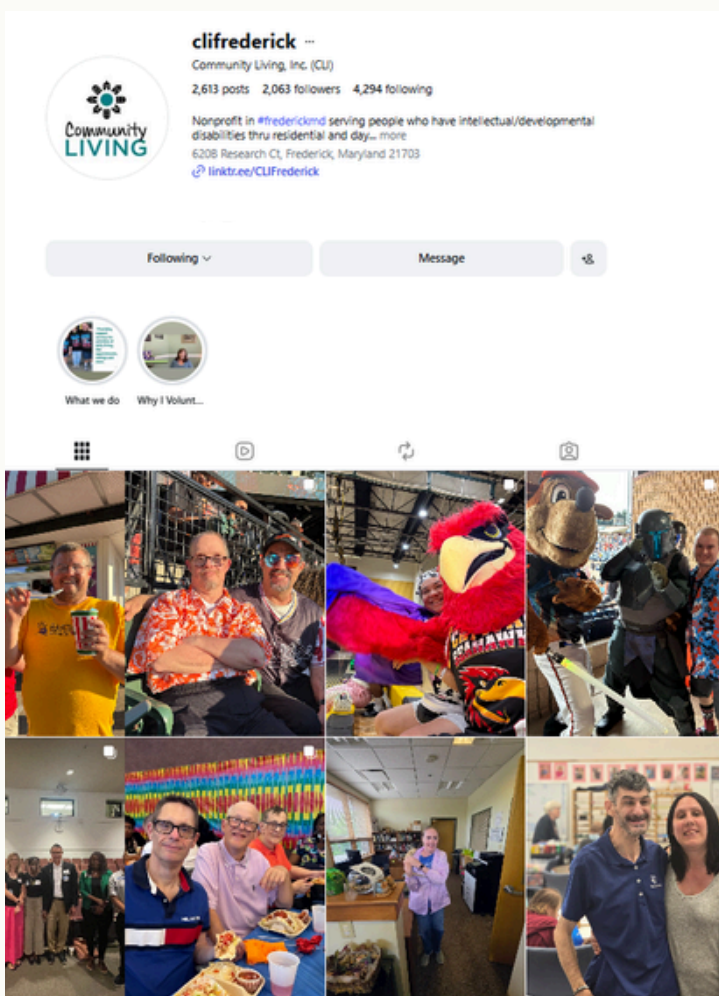 clifrederick ...
Community Living, Inc. (CLI)
2,613 posts 2,063 followers 4,294 following
Nonprofit in #frederickmd serving people who have intellectual/developmental
disabilities thru residential and day... more
6208 Research Ct, Frederick, Maryland 21703
linktr.ee/CLIFrederick
Community
LIVING
Following
Message
What we do
Why I Volunt...